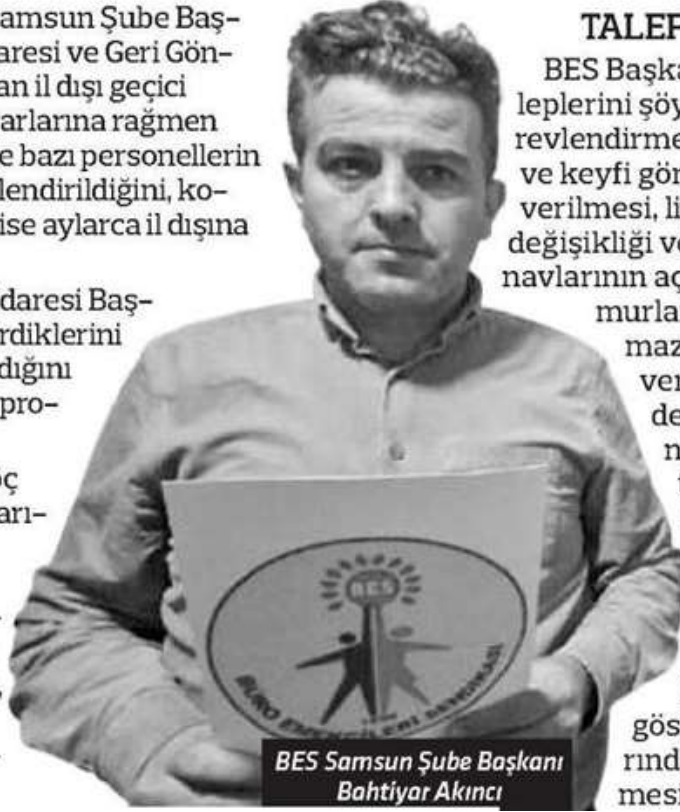 amsun Şube Baş-
aresi ve Geri Gön-
an il dışı geçici
arlarına rağmen
e bazı personellerin
lendirildiğini, ko-
ise aylarca il dışına
daresi Baş-
rdiklerini
dığını
pro-
ç
arı-
TALEP
BES Başka
leplerini şöy
revlendirme
ve keyfi gör
verilmesi, li
değişikliği ve
navlarının aç
murla
maz
ver
de
n
gös
rınd
mesi
BES
BÜRO EMEKÇİLERİ SENDİKASI
BES Samsun Şube Başkanı
Bahtiyar Akıncı